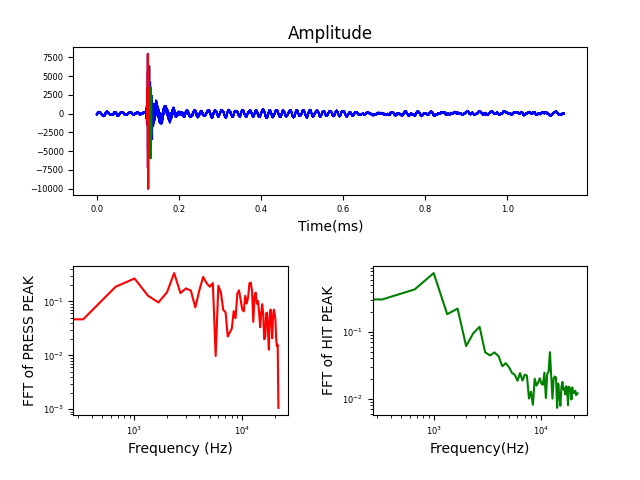 Amplitude
7500
5000
2500
0
−2500
−5000
−7500
−10000
0.0 0.2 0.4 0.6 0.8 1.0
Time(ms)
FFT of PRESS PEAK
10⁻¹
10⁻²
10⁻³
10³ 10⁴
Frequency (Hz)
FFT of HIT PEAK
10⁻¹
10⁻²
10³ 10⁴
Frequency(Hz)